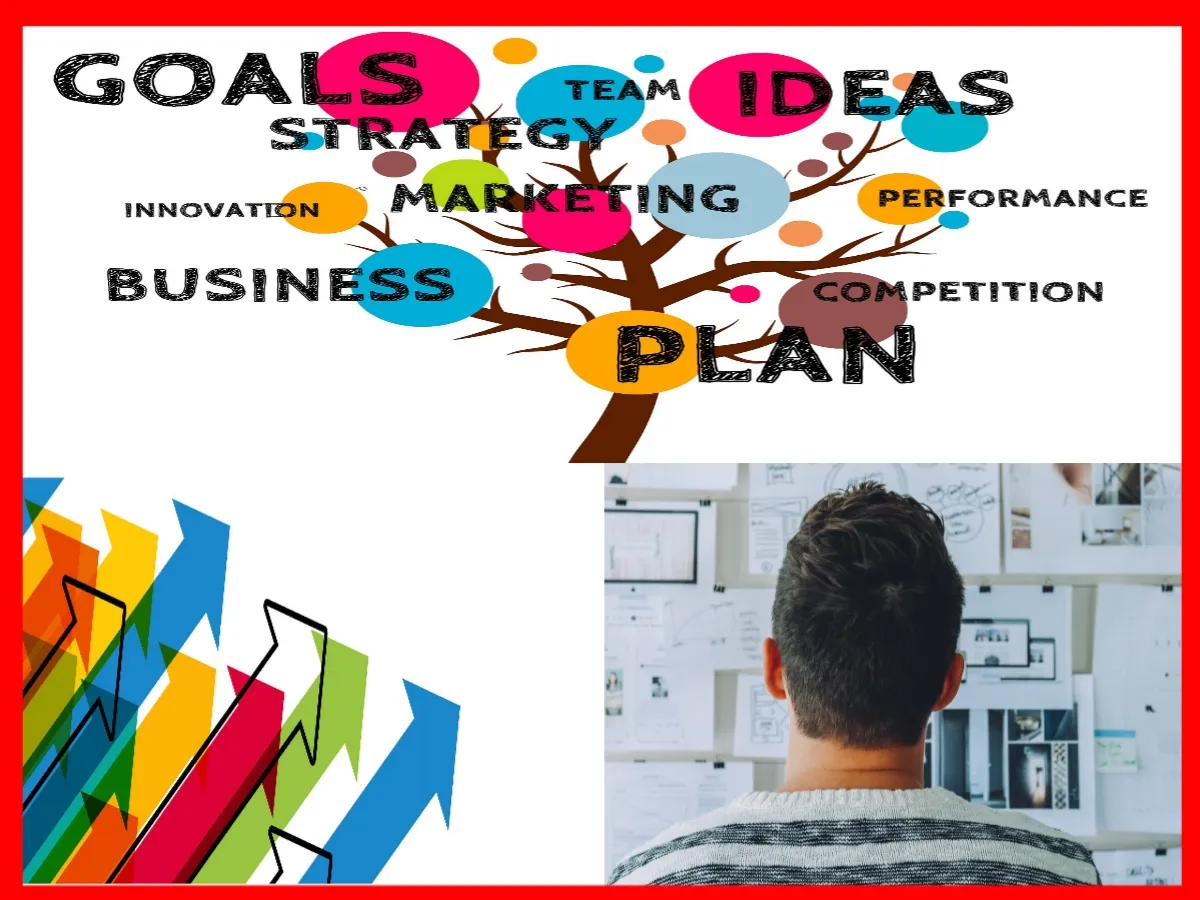 GOALS
TEAM
IDEAS
STRATEGY
INNOVATION
MARKETING
PERFORMANCE
BUSINESS
COMPETITION
PLAN